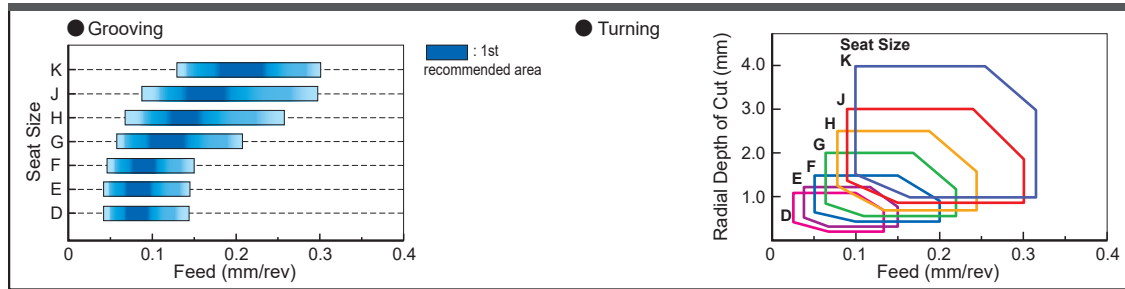 Grooving
: 1st
recommended area
Seat Size
K
J
H
G
F
E
D
0 0.1 0.2 0.3 0.4
Feed (mm/rev)
Turning
Radial Depth of Cut (mm)
4.0
3.0
2.0
1.0
Seat Size
K
J
H
G
F
E
D
0 0.1 0.2 0.3 0.4
Feed (mm/rev)